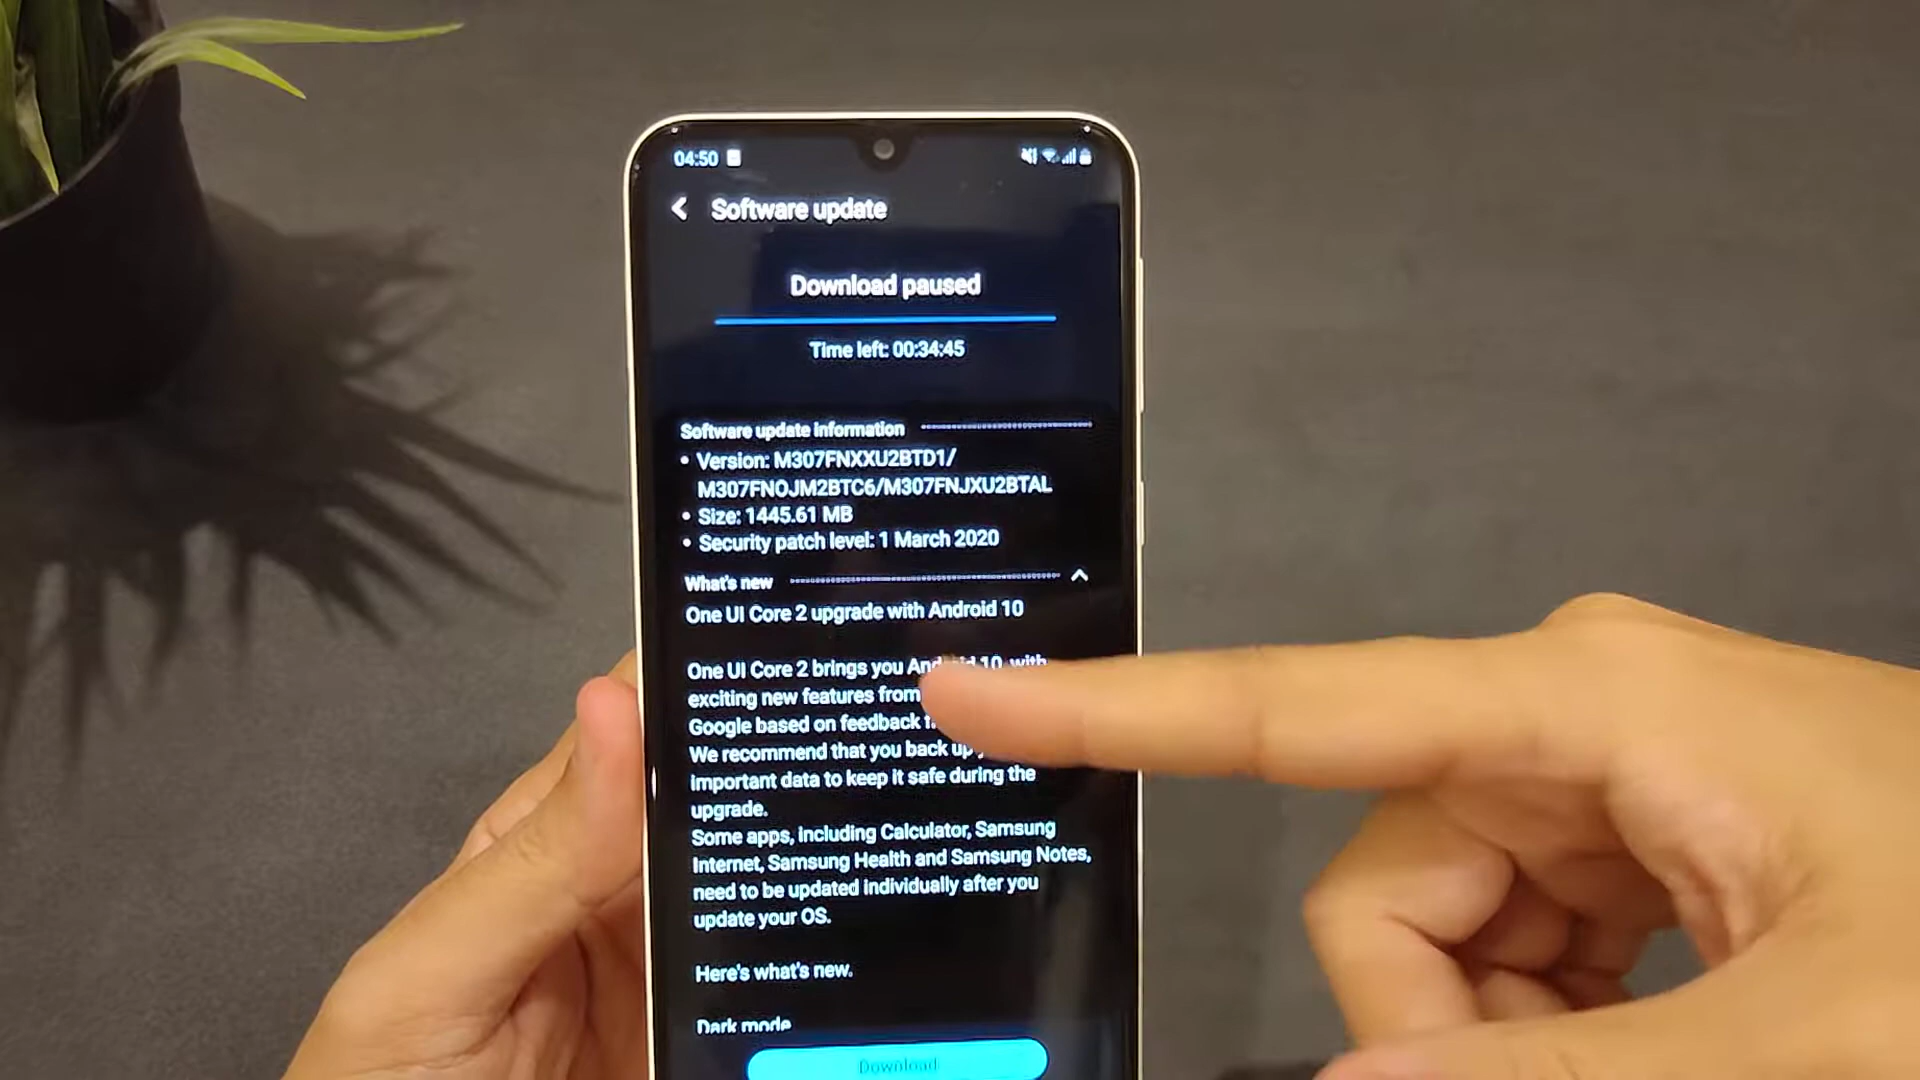 04:50
Software update
Download paused
Time left: 00:34:45
Software update information
• Version: M307FNXXU2BTD1/
M307FNOJM2BTC6/M307FNJXU2BTAL
• Size: 1445.61 MB
• Security patch level: 1 March 2020
What's new
One UI Core 2 upgrade with Android 10
One UI Core 2 brings you Android 10, with
exciting new features from
Google based on feedback
We recommend that you back up
important data to keep it safe during the
upgrade.
Some apps, including Calculator, Samsung
Internet, Samsung Health and Samsung Notes,
need to be updated individually after you
update your OS.
Here's what's new.
Dark mode
Download